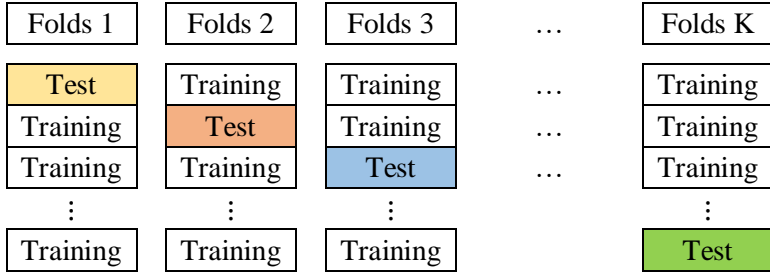 Folds 1 Folds 2 Folds 3 … Folds K
Test Training Training … Training
Training Test Training … Training
Training Training Test … Training
⋮ ⋮ ⋮ ⋮
Training Training Training Test